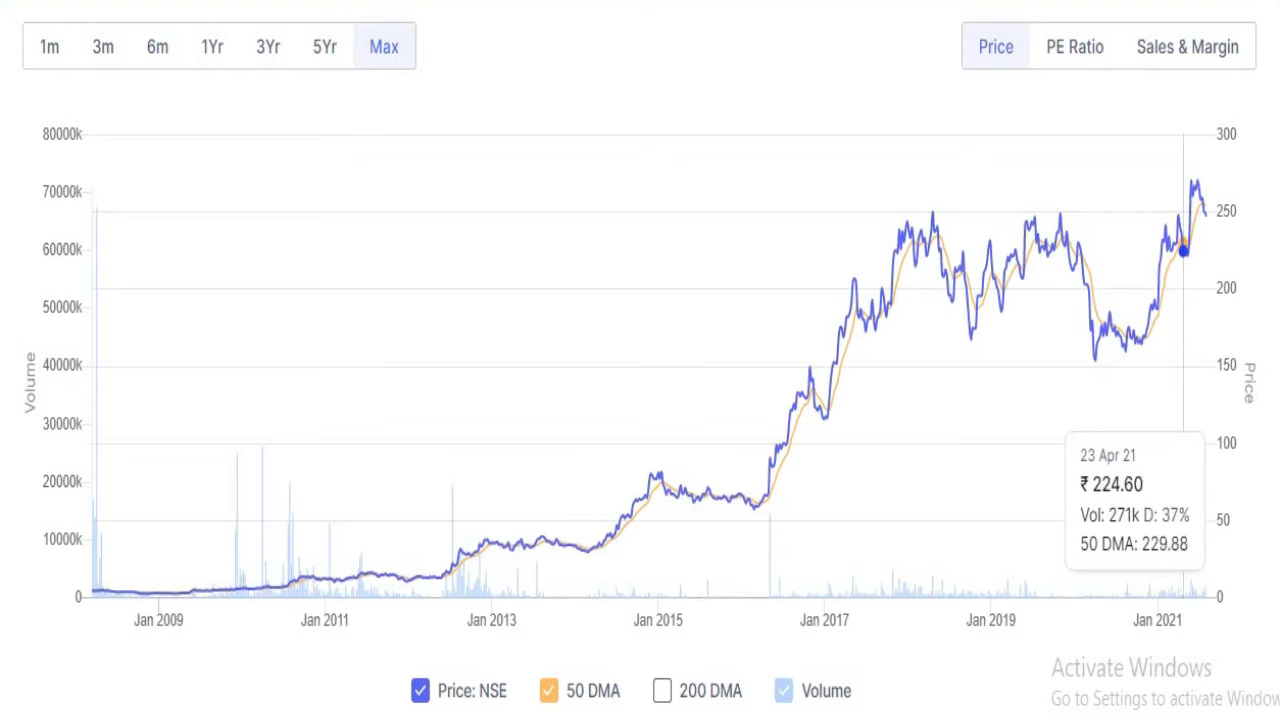 1m 3m 6m 1Yr 3Yr 5Yr Max Price PE Ratio Sales & Margin
80000k 300
70000k
250
60000k
200
50000k
40000k 150
Volume
Price
30000k
100
20000k
50
10000k
0 0
23 Apr 21
₹ 224.60
Vol: 271k D: 37%
50 DMA: 229.88
Jan 2009 Jan 2011 Jan 2013 Jan 2015 Jan 2017 Jan 2019 Jan 2021
Price: NSE 50 DMA 200 DMA Volume
Activate Windows
Go to Settings to activate Window